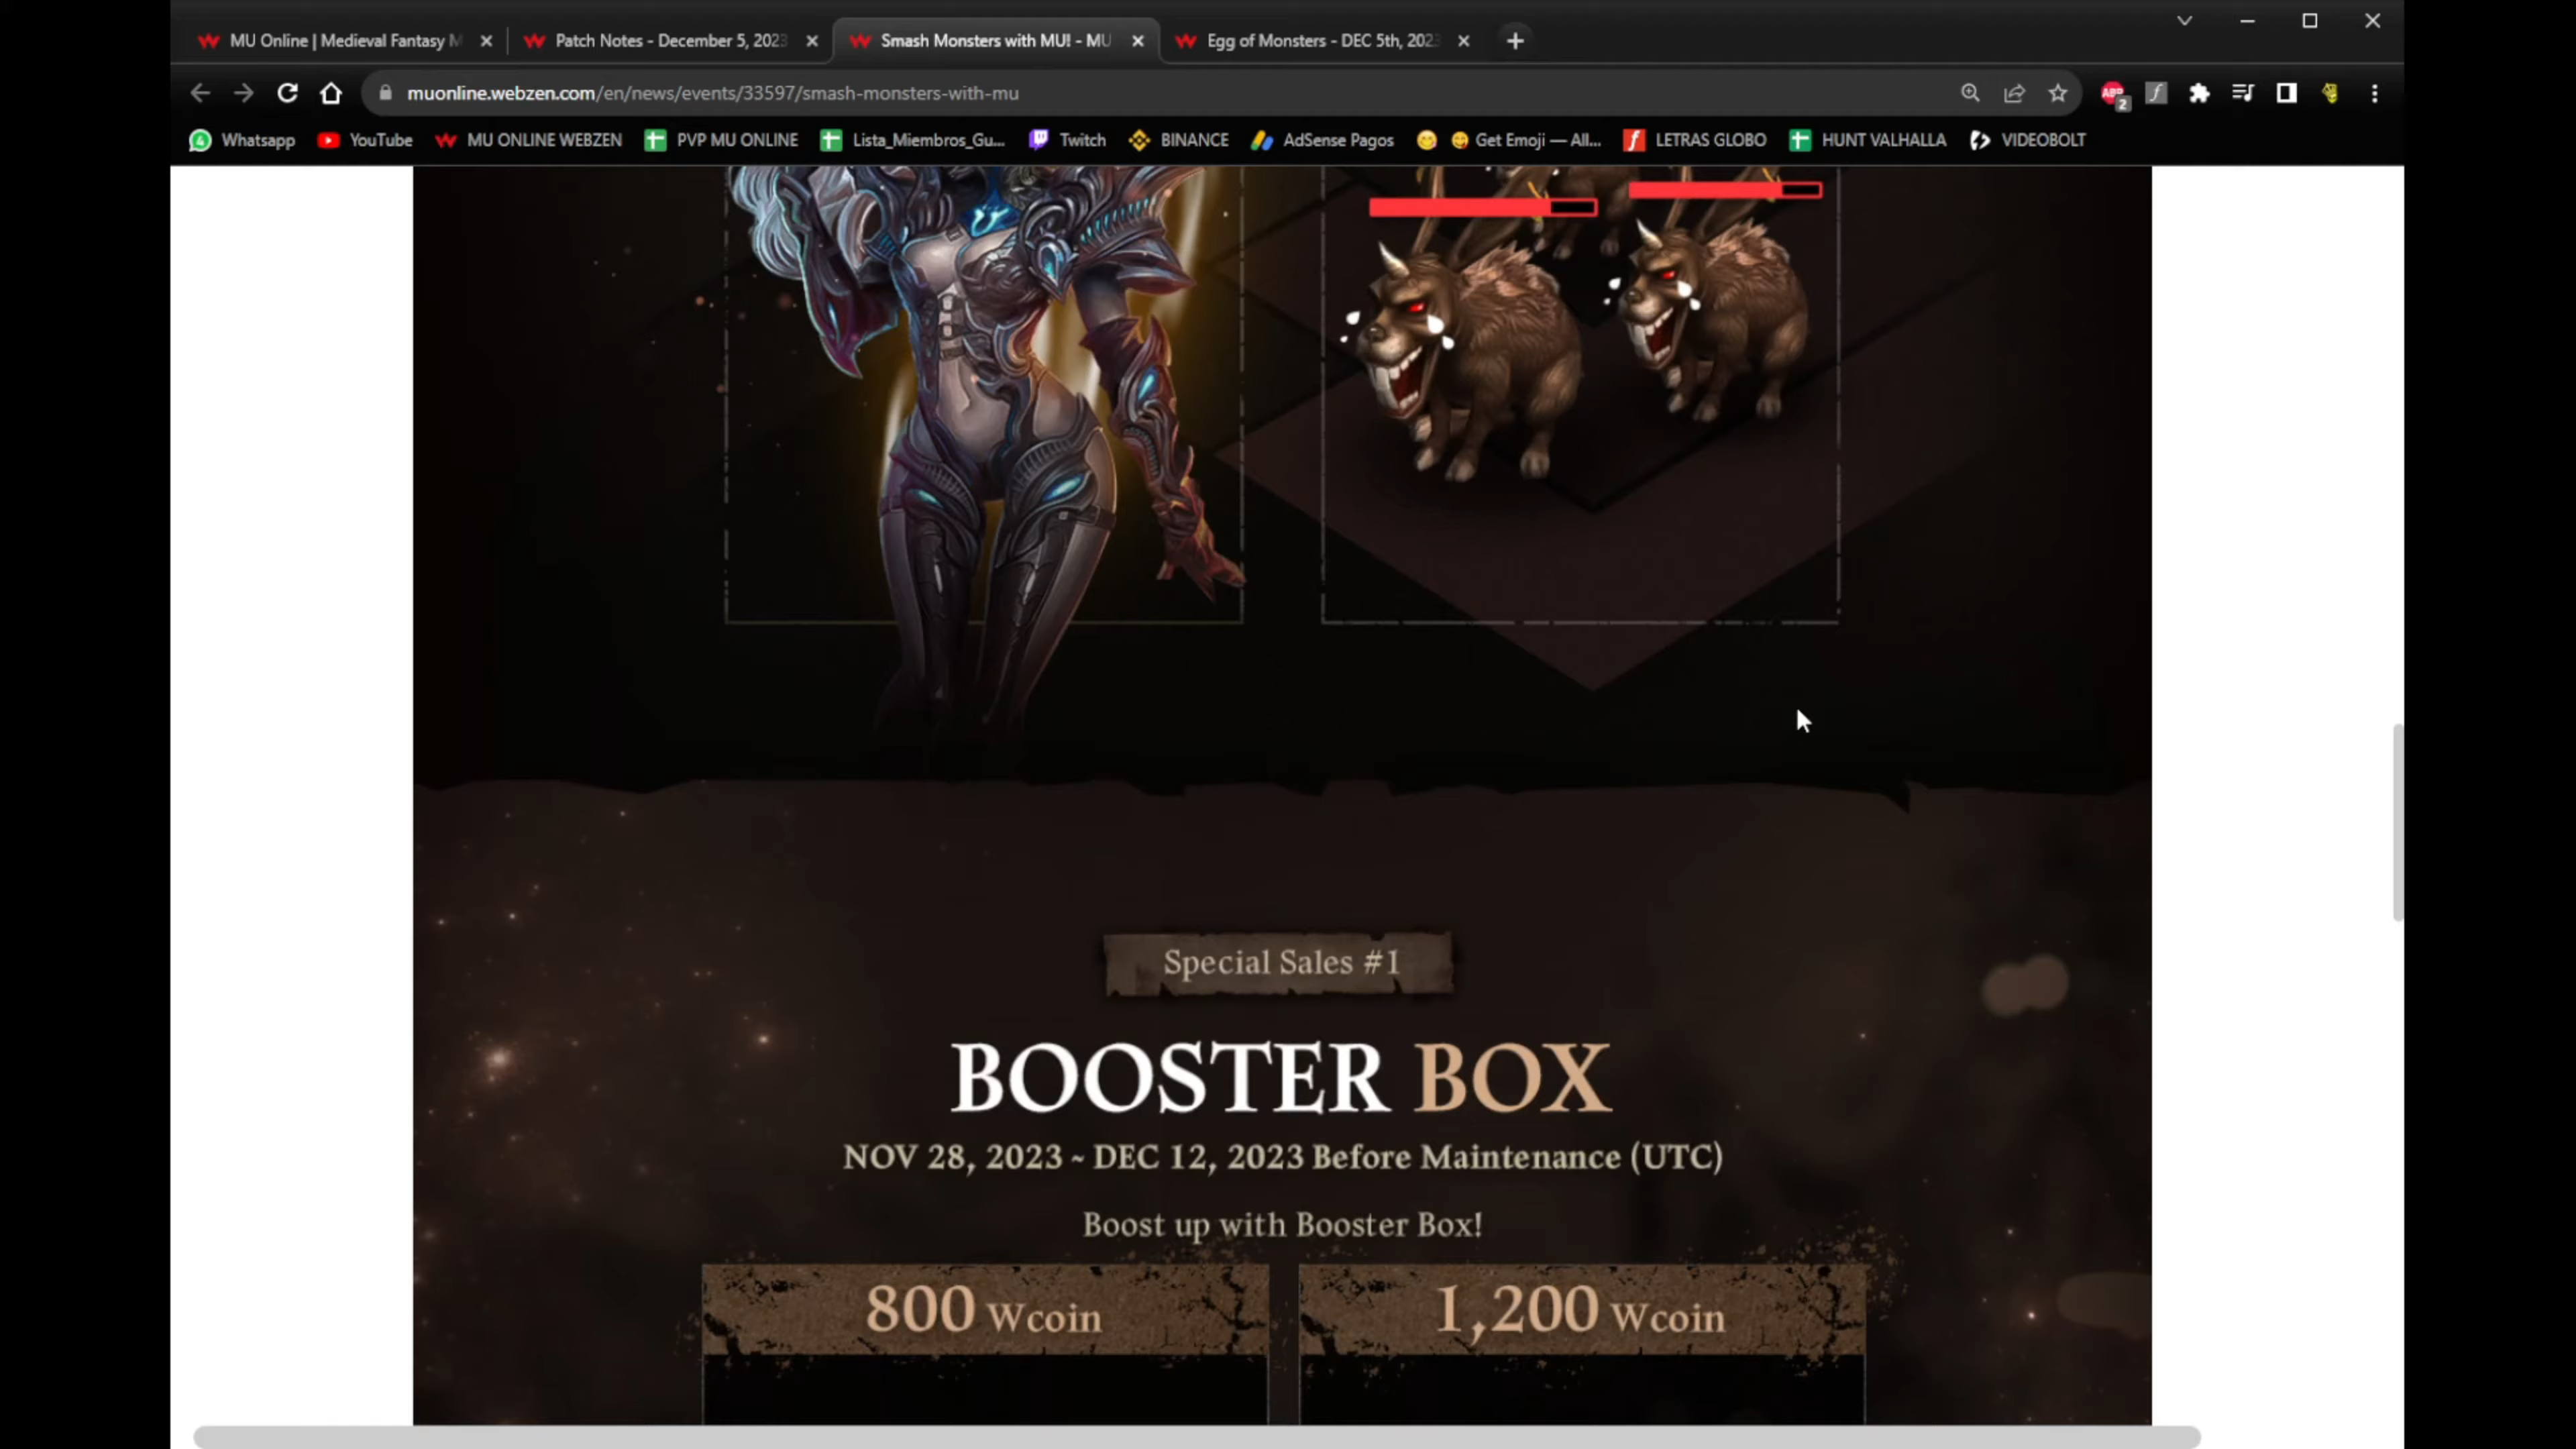 MU Online | Medieval Fantasy M
Patch Notes - December 5, 2023
Smash Monsters with MU! - MU
Egg of Monsters - DEC 5th, 2023
muonline.webzen.com/en/news/events/33597/smash-monsters-with-mu
ABP
2
Whatsapp
YouTube
MU ONLINE WEBZEN
PVP MU ONLINE
Lista_Miembros_Gu...
Twitch
BINANCE
AdSense Pagos
Get Emoji — All...
LETRAS GLOBO
HUNT VALHALLA
VIDEOBOLT
Special Sales #1
BOOSTER BOX
NOV 28, 2023 ~ DEC 12, 2023 Before Maintenance (UTC)
Boost up with Booster Box!
800 Wcoin
1,200 Wcoin